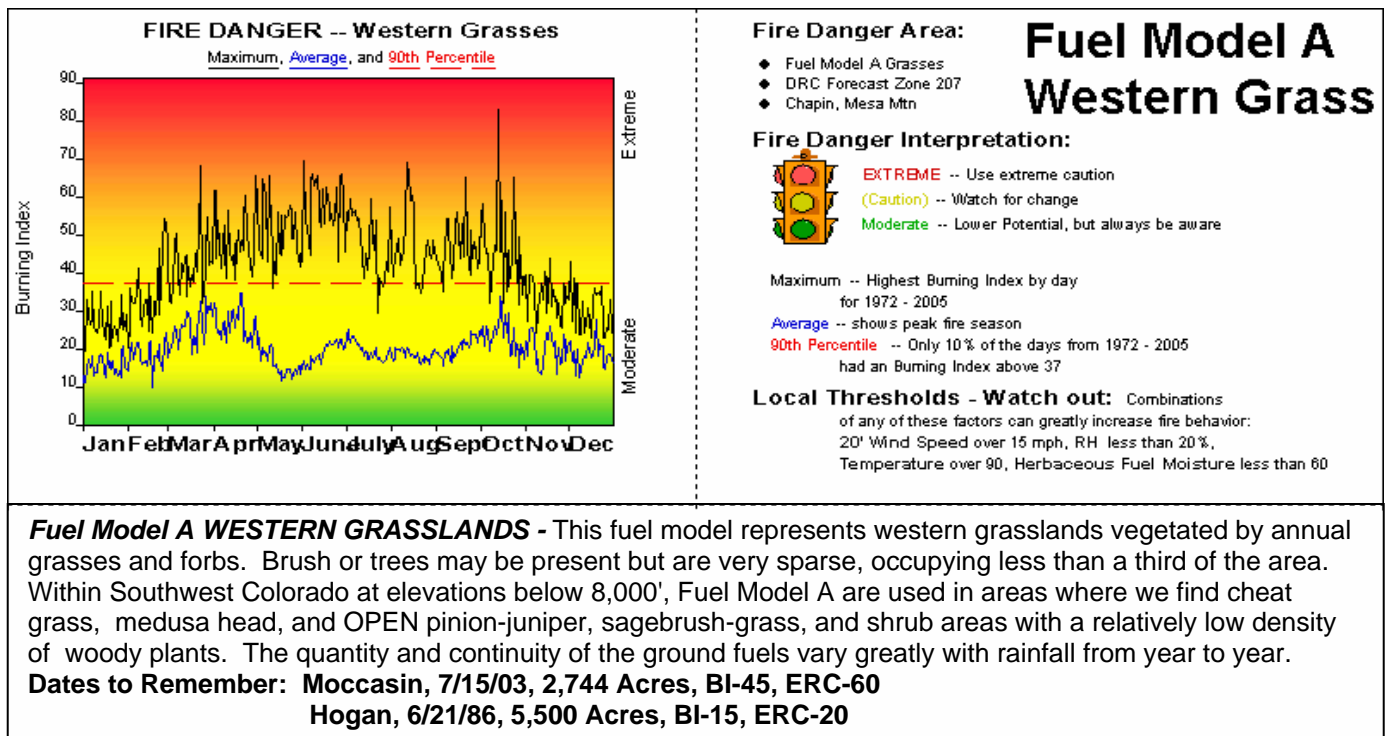 FIRE DANGER -- Western Grasses
Maximum, Average, and 90th Percentile
90
80
70
60
50
40
30
20
10
0
Burning Index
Extreme
Moderate
Jan Feb Mar Apr May June July Aug Sept Oct Nov Dec
Fire Danger Area:
◆ Fuel Model A Grasses
◆ DRC Forecast Zone 207
◆ Chapin, Mesa Mtn
Fuel Model A
Western Grass
Fire Danger Interpretation:
EXTREME -- Use extreme caution
(Caution) -- Watch for change
Moderate -- Lower Potential, but always be aware
Maximum -- Highest Burning Index by day
for 1972 - 2005
Average -- shows peak fire season
90th Percentile -- Only 10% of the days from 1972 - 2005
had an Burning Index above 37
Local Thresholds - Watch out: Combinations
of any of these factors can greatly increase fire behavior:
20' Wind Speed over 15 mph, RH less than 20%,
Temperature over 90, Herbaceous Fuel Moisture less than 60
Fuel Model A WESTERN GRASSLANDS - This fuel model represents western grasslands vegetated by annual
grasses and forbs. Brush or trees may be present but are very sparse, occupying less than a third of the area.
Within Southwest Colorado at elevations below 8,000', Fuel Model A are used in areas where we find cheat
grass, medusa head, and OPEN pinion-juniper, sagebrush-grass, and shrub areas with a relatively low density
of woody plants. The quantity and continuity of the ground fuels vary greatly with rainfall from year to year.
Dates to Remember: Moccasin, 7/15/03, 2,744 Acres, BI-45, ERC-60
Hogan, 6/21/86, 5,500 Acres, BI-15, ERC-20